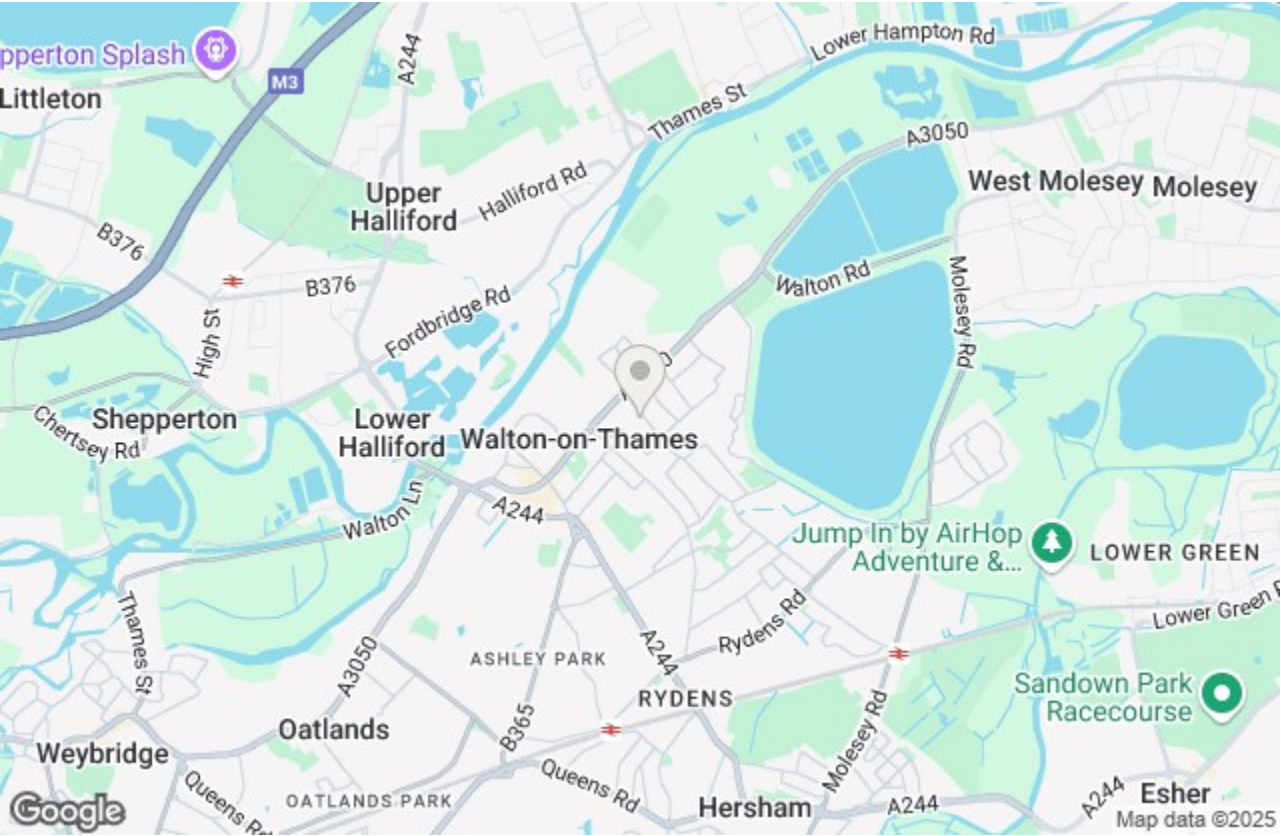 Lower Hampton Rd
pperton Splash
A244
M3
Littleton
Thames St
A3050
West Molesey
Molesey
Upper
Halliford
Halliford Rd
B376
B376
Walton Rd
Molesey Rd
Fordbridge Rd
High St
0
Shepperton
Chertsey Rd
Lower
Halliford
Walton-on-Thames
Walton Ln
A244
Jump In by AirHop
Adventure &...
LOWER GREEN
Thames St
Rydens Rd
Lower Green
A3050
ASHLEY PARK
A244
RYDENS
Sandown Park
Racecourse
Oatlands
B365
Molesey Rd
Weybridge
Queens Rd
Queens Rd
OATLANDS PARK
Hersham
A244
A244
Esher
Google
Map data ©2025